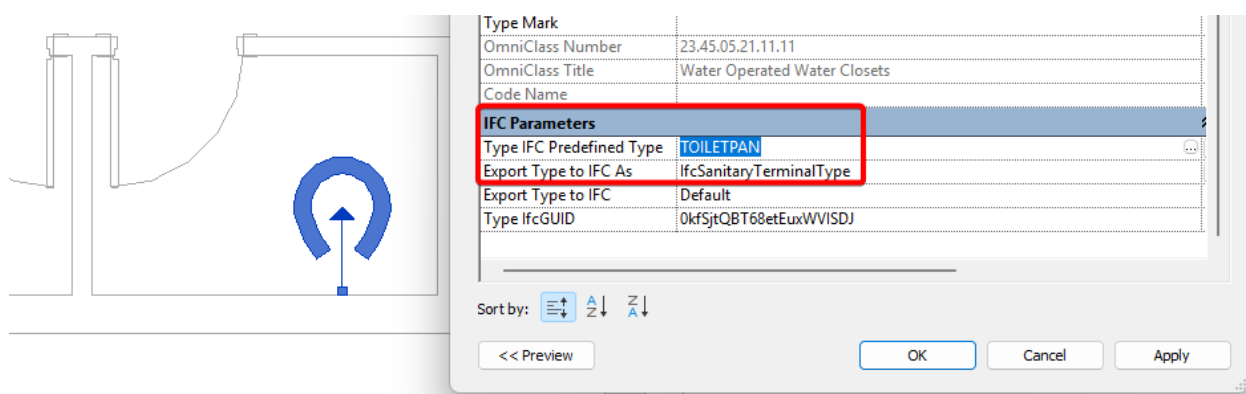 Type Mark
OmniClass Number 23.45.05.21.11.11
OmniClass Title Water Operated Water Closets
Code Name
IFC Parameters
Type IFC Predefined Type TOILETPAN ...
Export Type to IFC As IfcSanitaryTerminalType
Export Type to IFC Default
Type IfcGUID 0kfSjtQBT68etEuxWVISDJ
Sort by: A Z Z A
<< Preview OK Cancel Apply